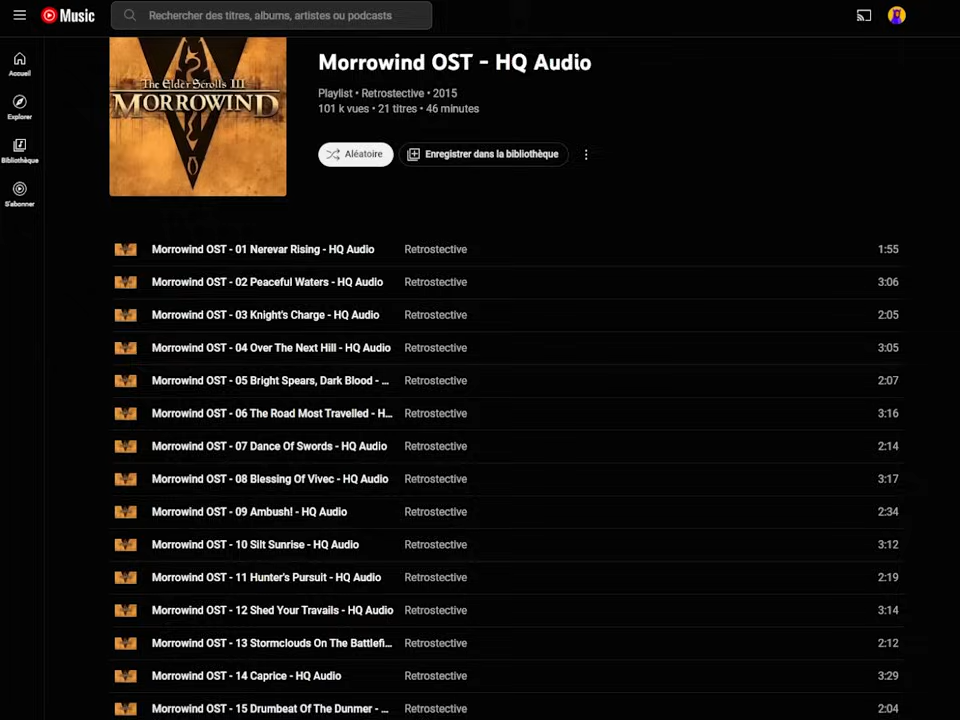 Music
Rechercher des titres, albums, artistes ou podcasts
Accueil
Explorer
Bibliothèque
S'abonner
The Elder Scrolls III
MORROWIND
Morrowind OST - HQ Audio
Playlist • Retrostective • 2015
101 k vues • 21 titres • 46 minutes
Aléatoire
Enregistrer dans la bibliothèque
Morrowind OST - 01 Nerevar Rising - HQ Audio Retrostective 1:55
Morrowind OST - 02 Peaceful Waters - HQ Audio Retrostective 3:06
Morrowind OST - 03 Knight's Charge - HQ Audio Retrostective 2:05
Morrowind OST - 04 Over The Next Hill - HQ Audio Retrostective 3:05
Morrowind OST - 05 Bright Spears, Dark Blood - ... Retrostective 2:07
Morrowind OST - 06 The Road Most Travelled - H... Retrostective 3:16
Morrowind OST - 07 Dance Of Swords - HQ Audio Retrostective 2:14
Morrowind OST - 08 Blessing Of Vivec - HQ Audio Retrostective 3:17
Morrowind OST - 09 Ambush! - HQ Audio Retrostective 2:34
Morrowind OST - 10 Silt Sunrise - HQ Audio Retrostective 3:12
Morrowind OST - 11 Hunter's Pursuit - HQ Audio Retrostective 2:19
Morrowind OST - 12 Shed Your Travails - HQ Audio Retrostective 3:14
Morrowind OST - 13 Stormclouds On The Battlefi... Retrostective 2:12
Morrowind OST - 14 Caprice - HQ Audio Retrostective 3:29
Morrowind OST - 15 Drumbeat Of The Dunmer - ... Retrostective 2:04